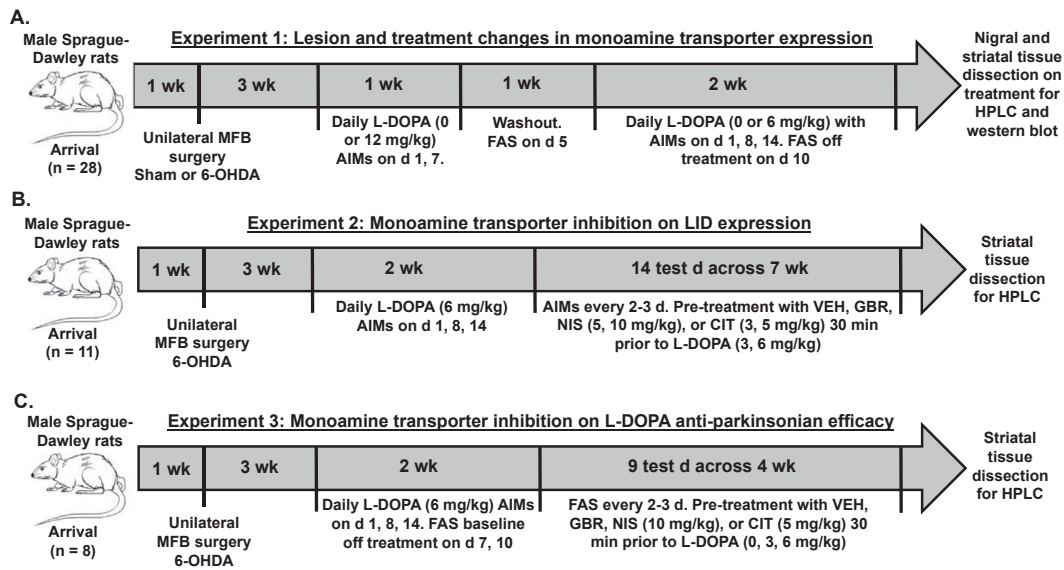 A.
Male Sprague-
Dawley rats
Arrival
(n = 28)
Experiment 1: Lesion and treatment changes in monoamine transporter expression
1 wk
3 wk
1 wk
1 wk
2 wk
Unilateral MFB
surgery
Sham or 6-OHDA
Daily L-DOPA (0
or 12 mg/kg)
AIMs on d 1, 7.
Washout.
FAS on d 5
Daily L-DOPA (0 or 6 mg/kg) with
AIMs on d 1, 8, 14. FAS off
treatment on d 10
Nigral and
striatal tissue
dissection on
treatment for
HPLC and
western blot
B.
Male Sprague-
Dawley rats
Arrival
(n = 11)
Experiment 2: Monoamine transporter inhibition on LID expression
1 wk
3 wk
2 wk
14 test d across 7 wk
Unilateral
MFB surgery
6-OHDA
Daily L-DOPA (6 mg/kg)
AIMs on d 1, 8, 14
AIMs every 2-3 d. Pre-treatment with VEH, GBR,
NIS (5, 10 mg/kg), or CIT (3, 5 mg/kg) 30 min
prior to L-DOPA (3, 6 mg/kg)
Striatal
tissue
dissection
for HPLC
C.
Male Sprague-
Dawley rats
Arrival
(n = 8)
Experiment 3: Monoamine transporter inhibition on L-DOPA anti-parkinsonian efficacy
1 wk
3 wk
2 wk
9 test d across 4 wk
Unilateral
MFB surgery
6-OHDA
Daily L-DOPA (6 mg/kg) AIMs
on d 1, 8, 14. FAS baseline
off treatment on d 7, 10
FAS every 2-3 d. Pre-treatment with VEH,
GBR, NIS (10 mg/kg), or CIT (5 mg/kg) 30
min prior to L-DOPA (0, 3, 6 mg/kg)
Striatal
tissue
dissection
for HPLC